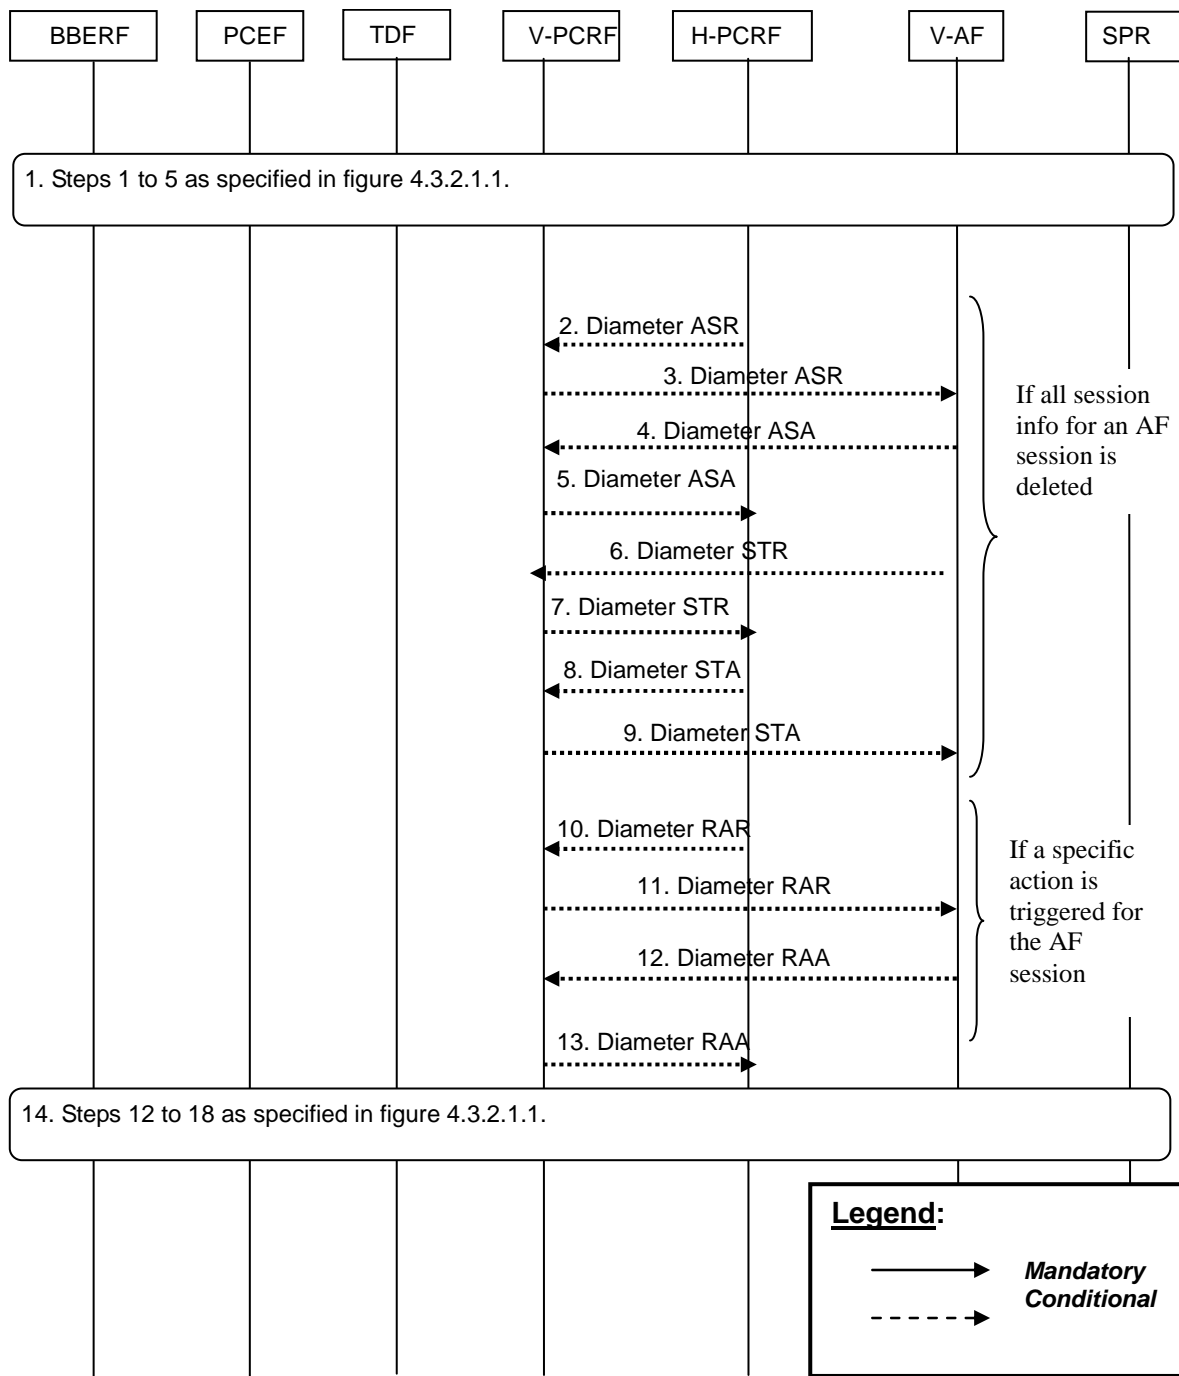 BBERF
PCEF
TDF
V-PCRF
H-PCRF
V-AF
SPR
1. Steps 1 to 5 as specified in figure 4.3.2.1.1.
2. Diameter ASR
3. Diameter ASR
4. Diameter ASA
5. Diameter ASA
6. Diameter STR
7. Diameter STR
8. Diameter STA
9. Diameter STA
If all session
info for an AF
session is
deleted
10. Diameter RAR
11. Diameter RAR
12. Diameter RAA
13. Diameter RAA
If a specific
action is
triggered for
the AF
session
14. Steps 12 to 18 as specified in figure 4.3.2.1.1.
Legend:
Mandatory
Conditional